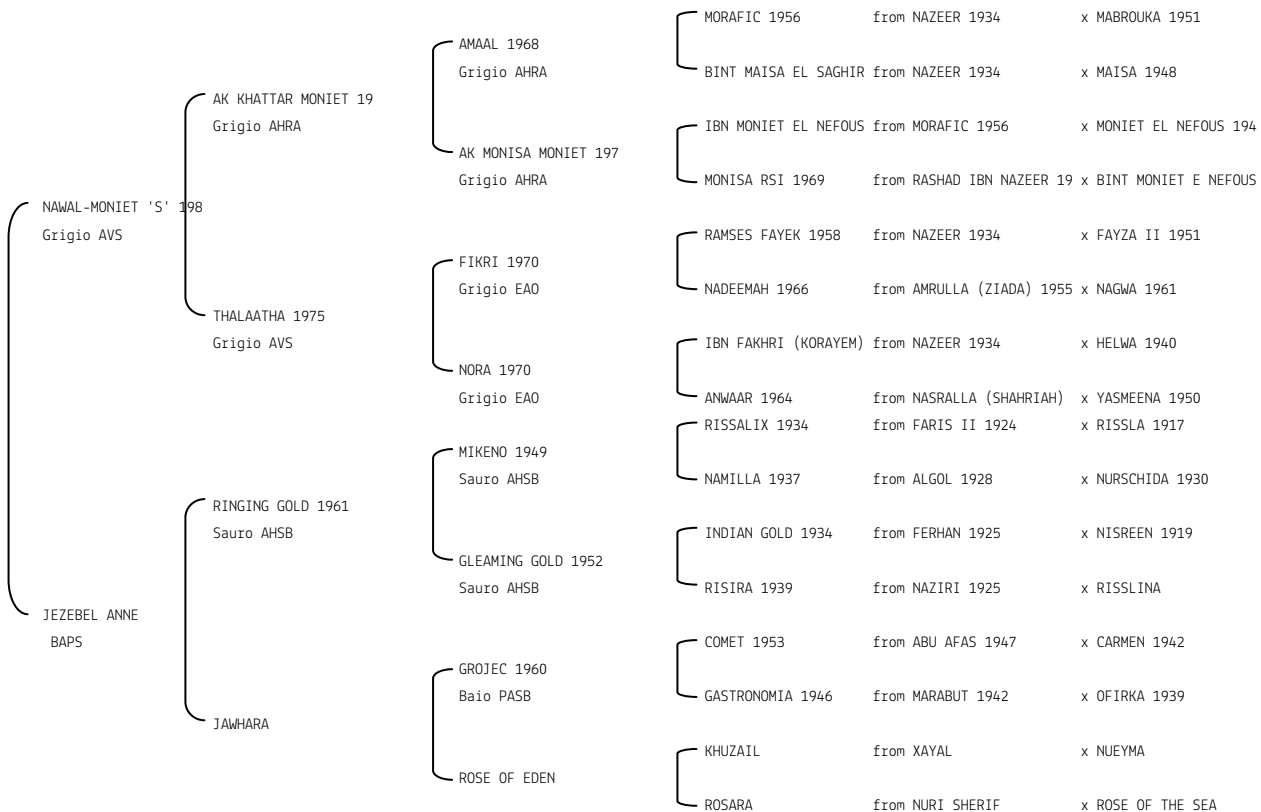 MORAFIC 1956 from NAZEER 1934 x MABROUKA 1951
AMAAL 1968
Grigio AHRA BINT MAISA EL SAGHIR from NAZEER 1934 x MAISA 1948
AK KHATTAR MONIET 19
Grigio AHRA IBN MONIET EL NEFOUS from MORAFIC 1956 x MONIET EL NEFOUS 194
AK MONISA MONIET 197
Grigio AHRA MONISA RSI 1969 from RASHAD IBN NAZEER 19 x BINT MONIET E NEFOUS
NAWAL-MONIET 'S' 198
Grigio AVS RAMSES FAYEK 1958 from NAZEER 1934 x FAYZA II 1951
FIKRI 1970
Grigio EAO NADEEMAH 1966 from AMRULLA (ZIADA) 1955 x NAGWA 1961
THALAATHA 1975
Grigio AVS IBN FAKHRI (KORAYEM) from NAZEER 1934 x HELWA 1940
NORA 1970
Grigio EAO ANWAAR 1964 from NASRALLA (SHAHRIAH) x YASMEENA 1950
RISSALIX 1934 from FARIS II 1924 x RISSLA 1917
MIKENO 1949
Sauro AHSB NAMILLA 1937 from ALGOL 1928 x NURSCHIDA 1930
RINGING GOLD 1961
Sauro AHSB INDIAN GOLD 1934 from FERHAN 1925 x NISREEN 1919
GLEAMING GOLD 1952
Sauro AHSB RISIRA 1939 from NAZIRI 1925 x RISSLINA
JEZEBEL ANNE
BAPS COMET 1953 from ABU AFAS 1947 x CARMEN 1942
GROJEC 1960
Baio PASB GASTRONOMIA 1946 from MARABUT 1942 x OFIRKA 1939
JAWHARA
KHUZAIL from XAYAL x NUEYMA
ROSE OF EDEN
ROSARA from NURI SHERIF x ROSE OF THE SEA